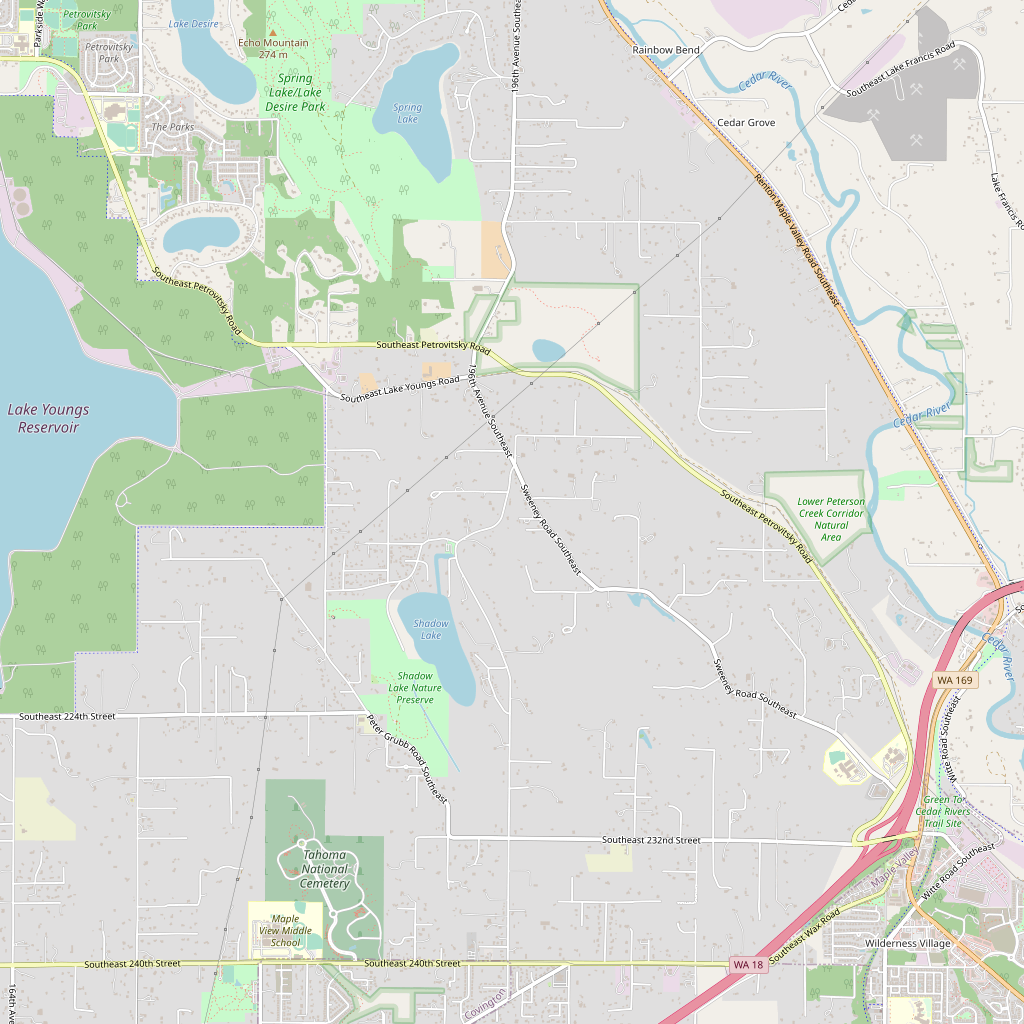 Parkside Wa
Petrovitsky
Park
Lake Desire
Petrovitsky
Park
Echo Mountain
274 m
Spring
Lake/Lake
Desire Park
Spring
Lake
196th Avenue Southeast
Rainbow Bend
Cedar River
Cedar
Southeast Lake Francis Road
The Parks
Cedar Grove
Renton Maple Valley Road Southeast
Lake Francis Ro
Southeast Petrovitsky Road
Southeast Petrovitsky Road
Southeast Lake Youngs Road
196th Avenue Southeast
Lake Youngs
Reservoir
Cedar River
Sweeney Road Southeast
Southeast Petrovitsky Road
Lower Peterson
Creek Corridor
Natural
Area
Shadow
Lake
Cedar River
Shadow
Lake Nature
Preserve
Sweeney Road Southeast
WA 169
Southeast 224th Street
Peter Grubb Road Southeast
Witte Road Southeast
Green To
Cedar Rivers
Trail Site
Southeast 232nd Street
Tahoma
National
Cemetery
Maple Valley
Witte Road Southeast
Maple
View Middle
School
Southeast Wax Road
Wilderness Village
Southeast 240th Street
Southeast 240th Street
WA 18
164th Ave
Covington